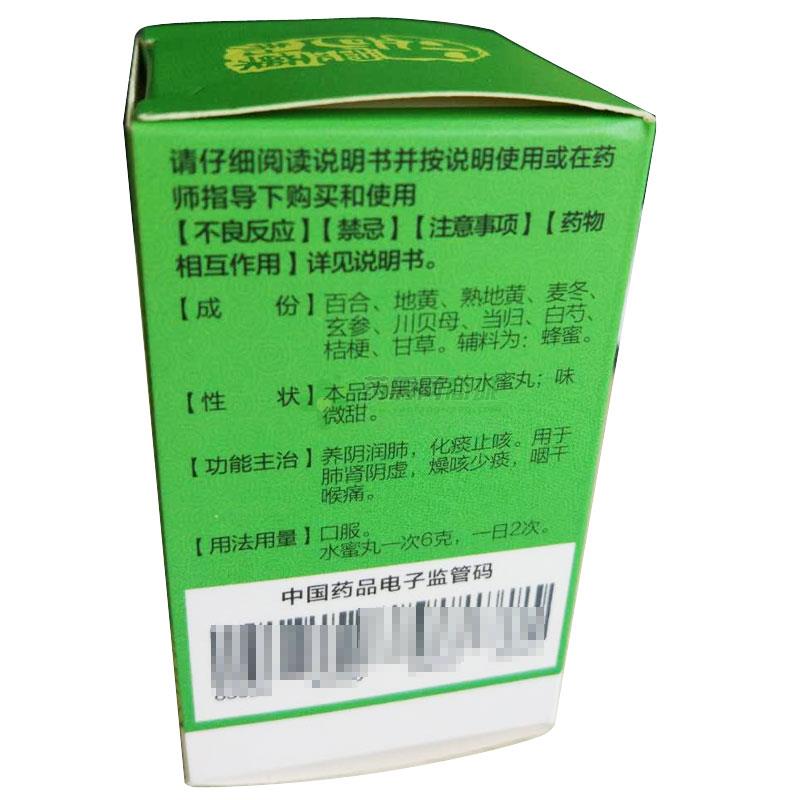 请仔细阅读说明书并按说明使用或在药
师指导下购买和使用
【不良反应】【禁忌】【注意事项】【药物
相互作用】详见说明书。
【成 份】百合、地黄、熟地黄、麦冬、
玄参、川贝母、当归、白芍、
桔梗、甘草。辅料为：蜂蜜。
【性 状】本品为黑褐色的水蜜丸；味
微甜。
【功能主治】养阴润肺，化痰止咳。用于
肺肾阴虚，燥咳少痰，咽干
喉痛。
【用法用量】口服。
水蜜丸一次6克，一日2次。
中国药品电子监管码